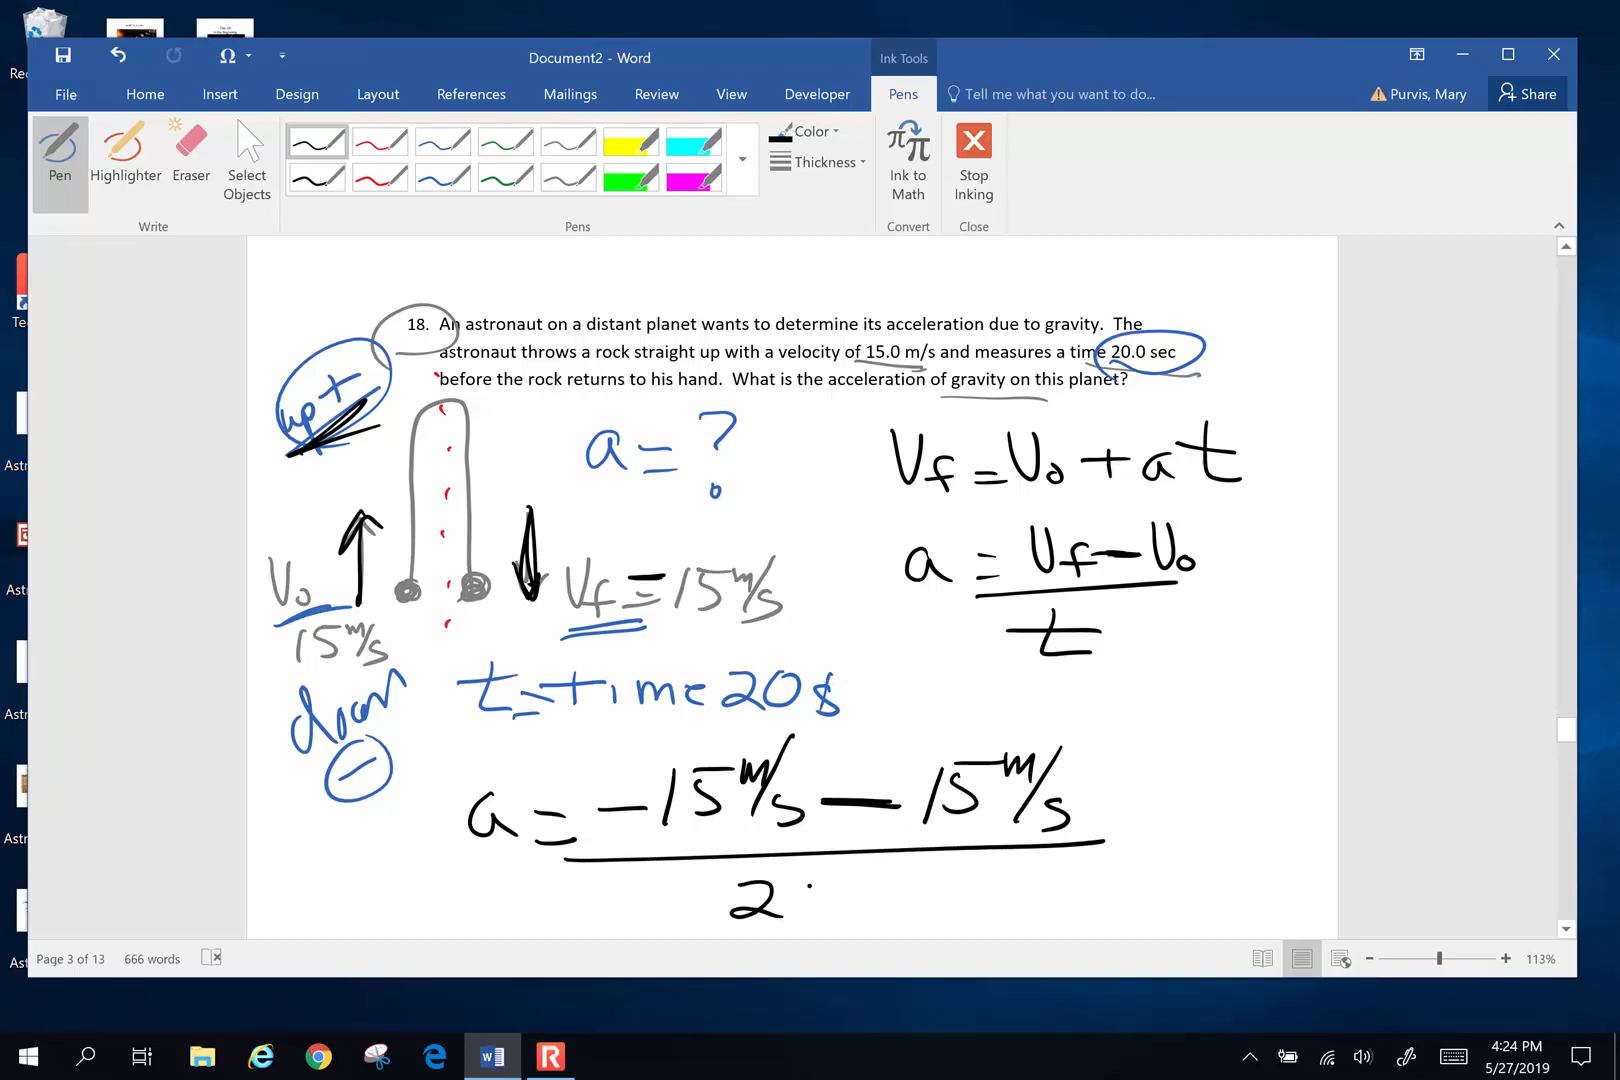 Document2 - Word
Ink Tools
File Home Insert Design Layout References Mailings Review View Developer Pens Tell me what you want to do... Purvis, Mary Share
Pen Highlighter Eraser Select Objects
Color
Thickness
Ink to Math
Stop Inking
Write Pens Convert Close
18. An astronaut on a distant planet wants to determine its acceleration due to gravity. The
astronaut throws a rock straight up with a velocity of 15.0 m/s and measures a time 20.0 sec
before the rock returns to his hand. What is the acceleration of gravity on this planet?
up +
a = ?
Vf = V₀ + a t
a = Vf - V₀
t
V₀
15 m/s
Vf = 15 m/s
down
-
t = time 20 s
a = -15 m/s - 15 m/s
2
Page 3 of 13 666 words 113%
4:24 PM
5/27/2019